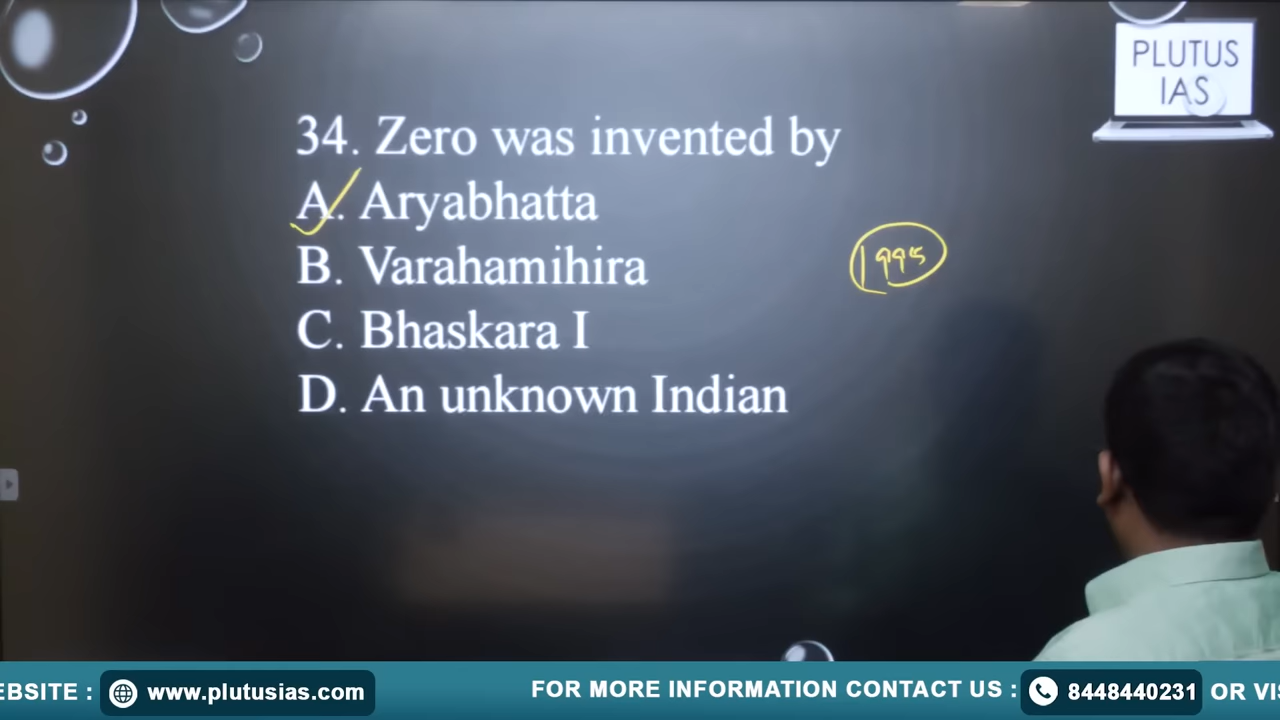 PLUTUS
IAS
34. Zero was invented by
A. Aryabhatta
B. Varahamihira
C. Bhaskara I
D. An unknown Indian
EBSITE : www.plutusias.com FOR MORE INFORMATION CONTACT US : 8448440231 OR VIS